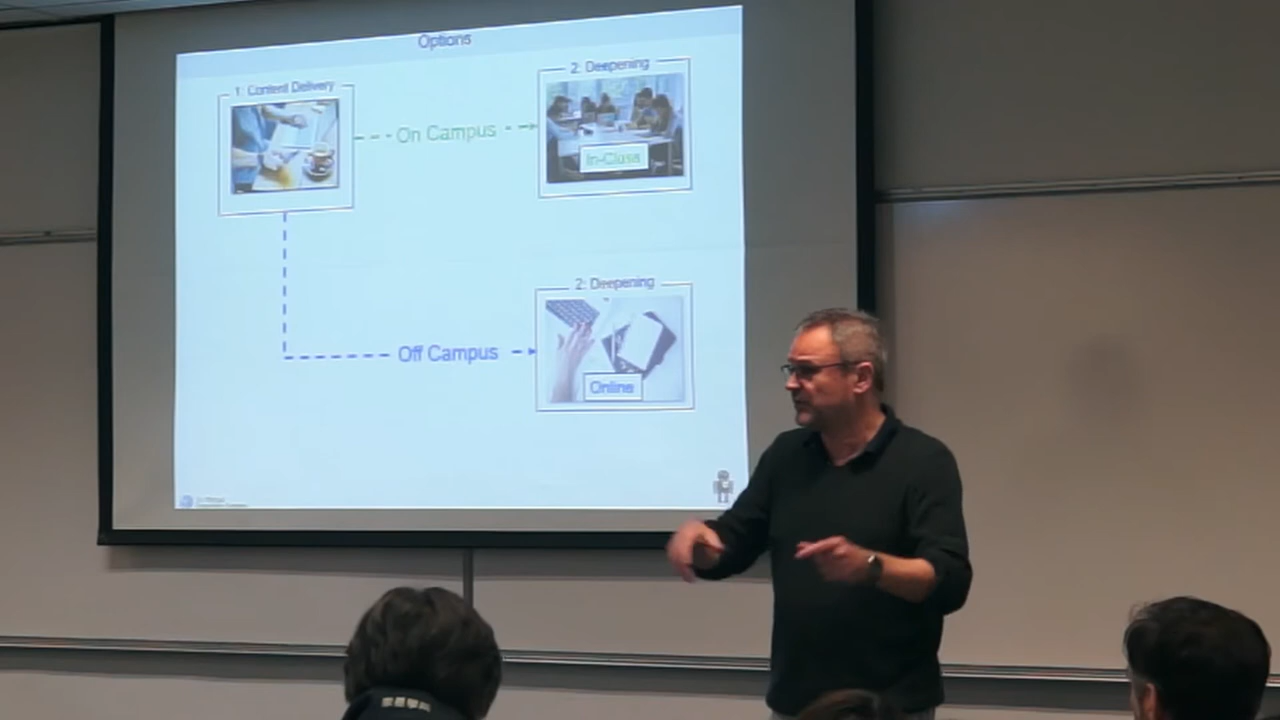 Options
1: Content Delivery
2: Deepening
On Campus
In-Class
2: Deepening
Off Campus
Online